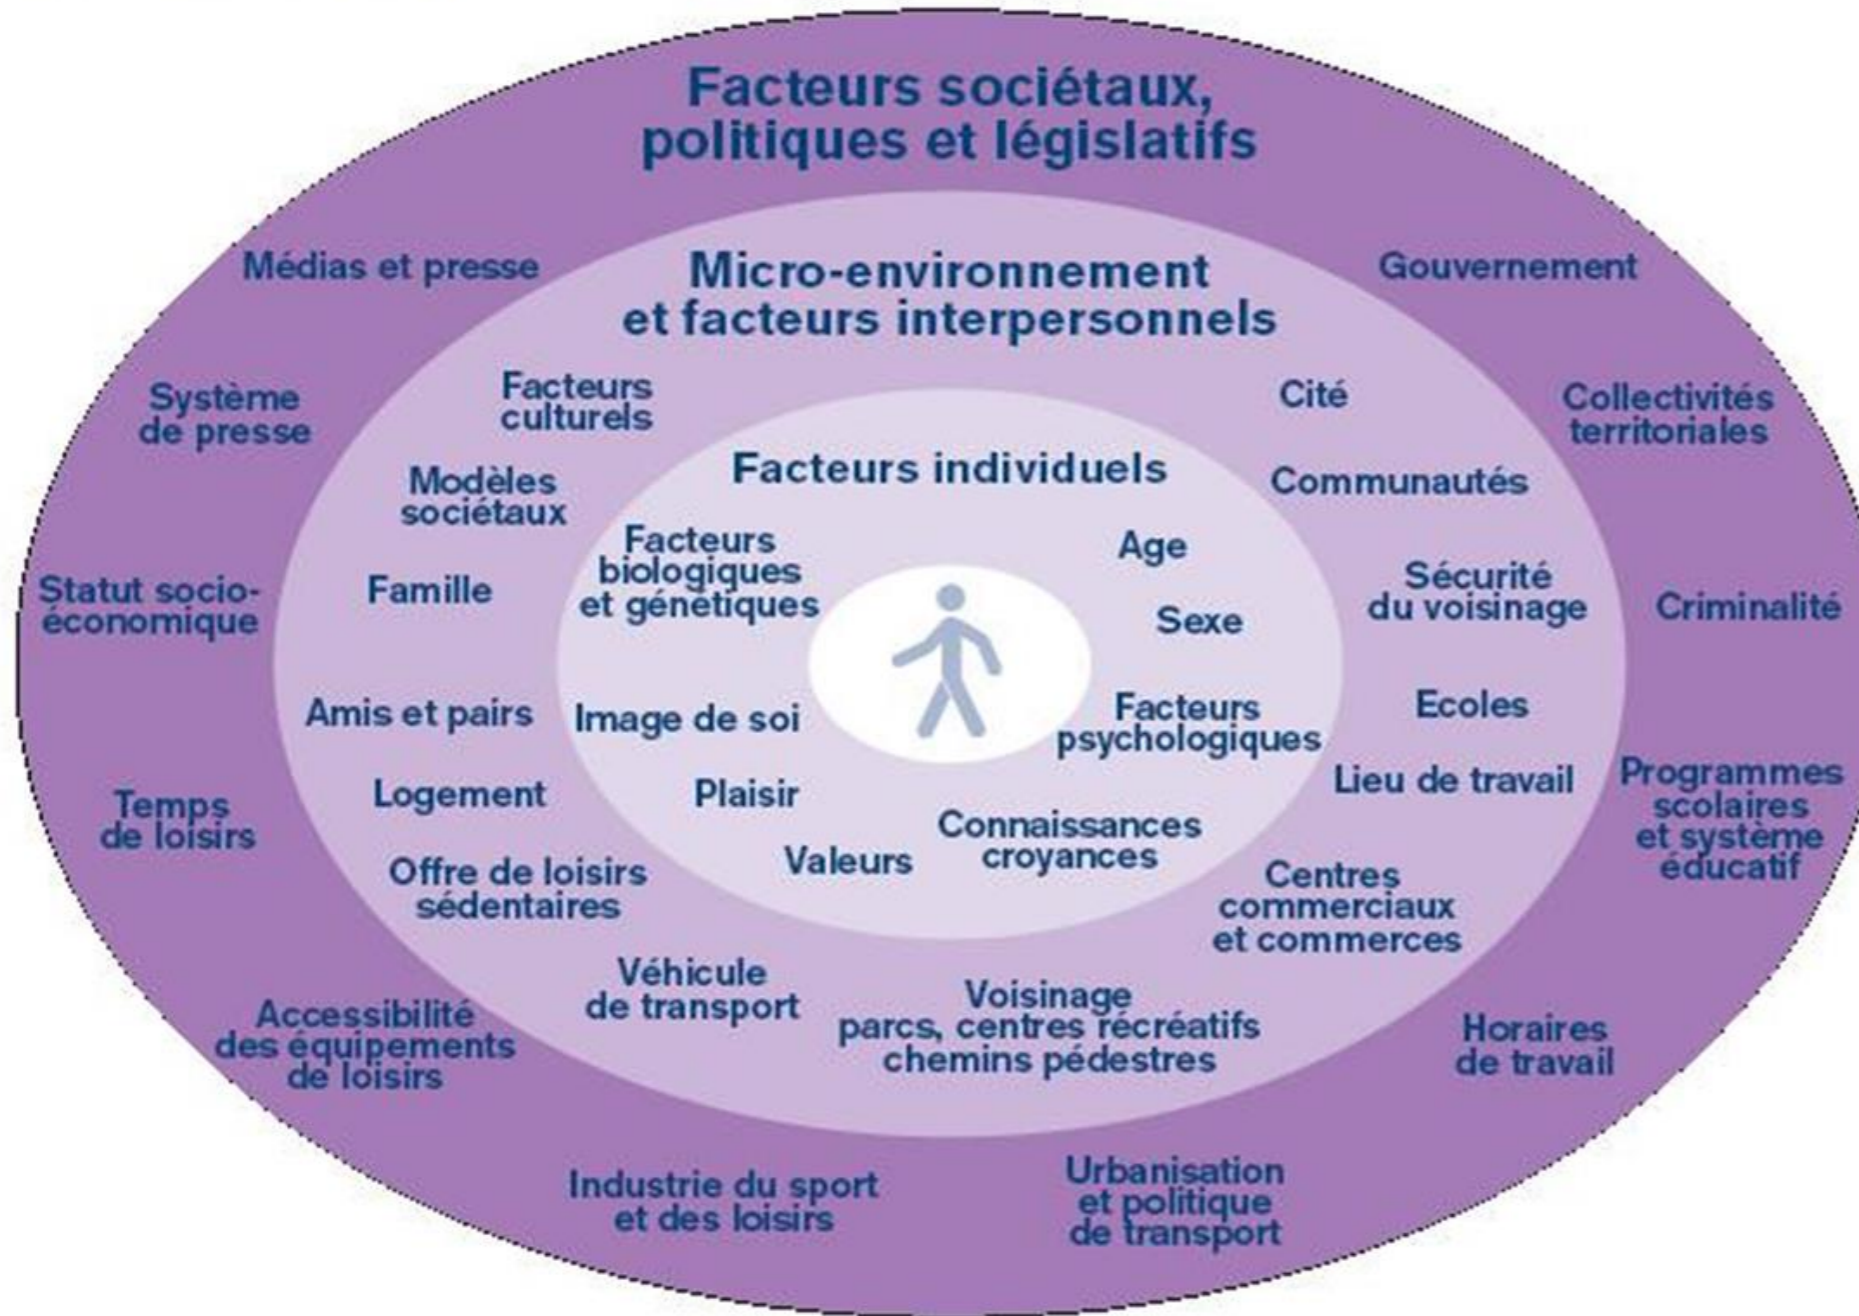 Facteurs sociétaux,
politiques et législatifs
Médias et presse
Gouvernement
Système
de presse
Collectivités
territoriales
Statut socio-
économique
Criminalité
Temps
de loisirs
Programmes
scolaires
et système
éducatif
Accessibilité
des équipements
de loisirs
Horaires
de travail
Industrie du sport
et des loisirs
Urbanisation
et politique
de transport
Micro-environnement
et facteurs interpersonnels
Facteurs
culturels
Cité
Modèles
sociétaux
Communautés
Famille
Sécurité
du voisinage
Amis et pairs
Ecoles
Logement
Lieu de travail
Offre de loisirs
sédentaires
Centres
commerciaux
et commerces
Véhicule
de transport
Voisinage
parcs, centres récréatifs
chemins pédestres
Facteurs individuels
Facteurs
biologiques
et génétiques
Age
Sexe
Image de soi
Facteurs
psychologiques
Plaisir
Connaissances
croyances
Valeurs